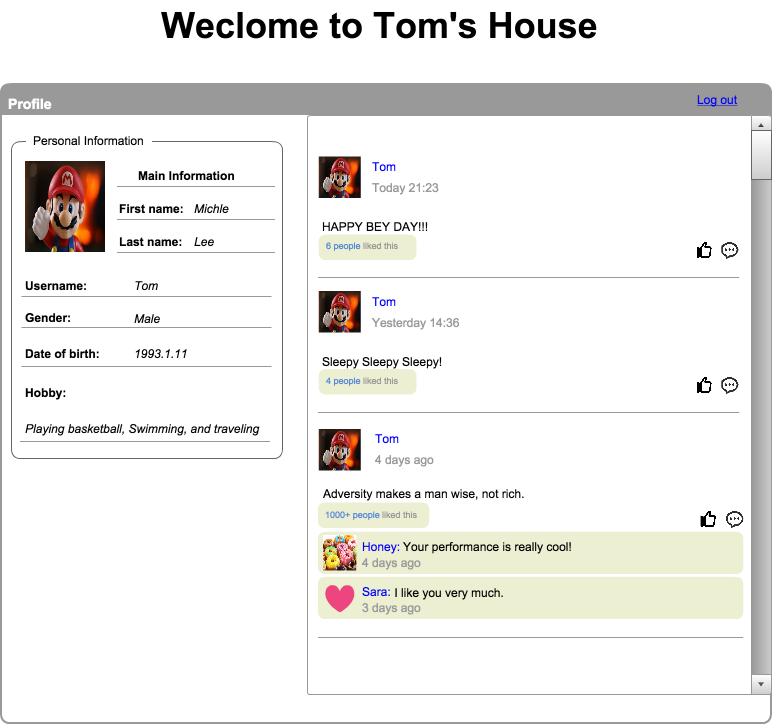 Weclome to Tom's House
Profile
Log out
Personal Information
Main Information
First name: Michle
Last name: Lee
Username: Tom
Gender: Male
Date of birth: 1993.1.11
Hobby:
Playing basketball, Swimming, and traveling
Tom
Today 21:23
HAPPY BEY DAY!!!
6 people liked this
Tom
Yesterday 14:36
Sleepy Sleepy Sleepy!
4 people liked this
Tom
4 days ago
Adversity makes a man wise, not rich.
1000+ people liked this
Honey: Your performance is really cool!
4 days ago
Sara: I like you very much.
3 days ago